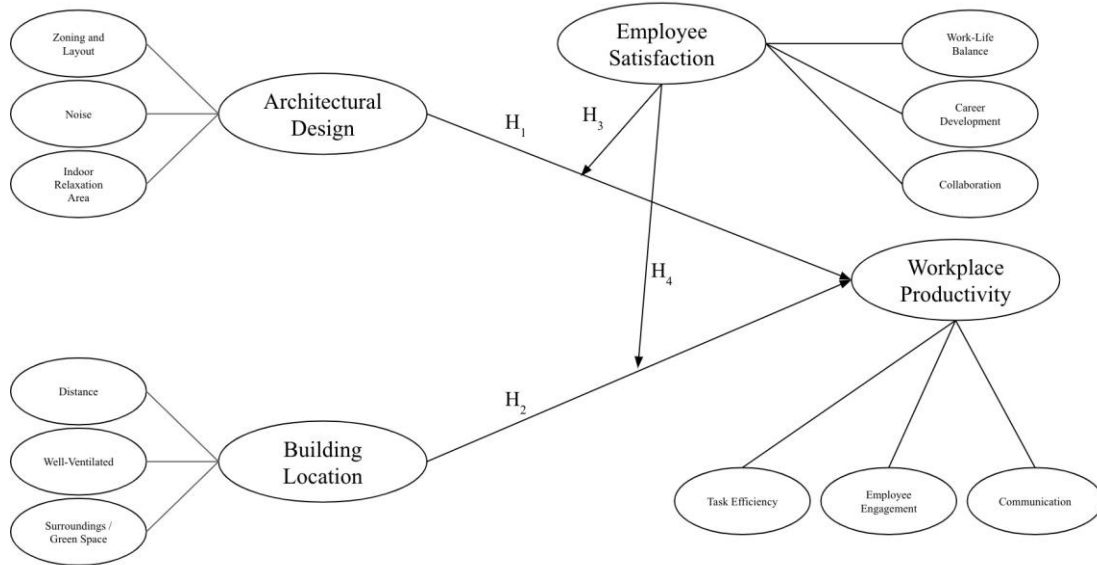 Zoning and
Layout
Noise
Indoor
Relaxation
Area
Architectural
Design
Employee
Satisfaction
Work-Life
Balance
Career
Development
Collaboration
H₁
H₃
H₄
H₂
Workplace
Productivity
Distance
Well-Ventilated
Surroundings /
Green Space
Building
Location
Task Efficiency
Employee
Engagement
Communication